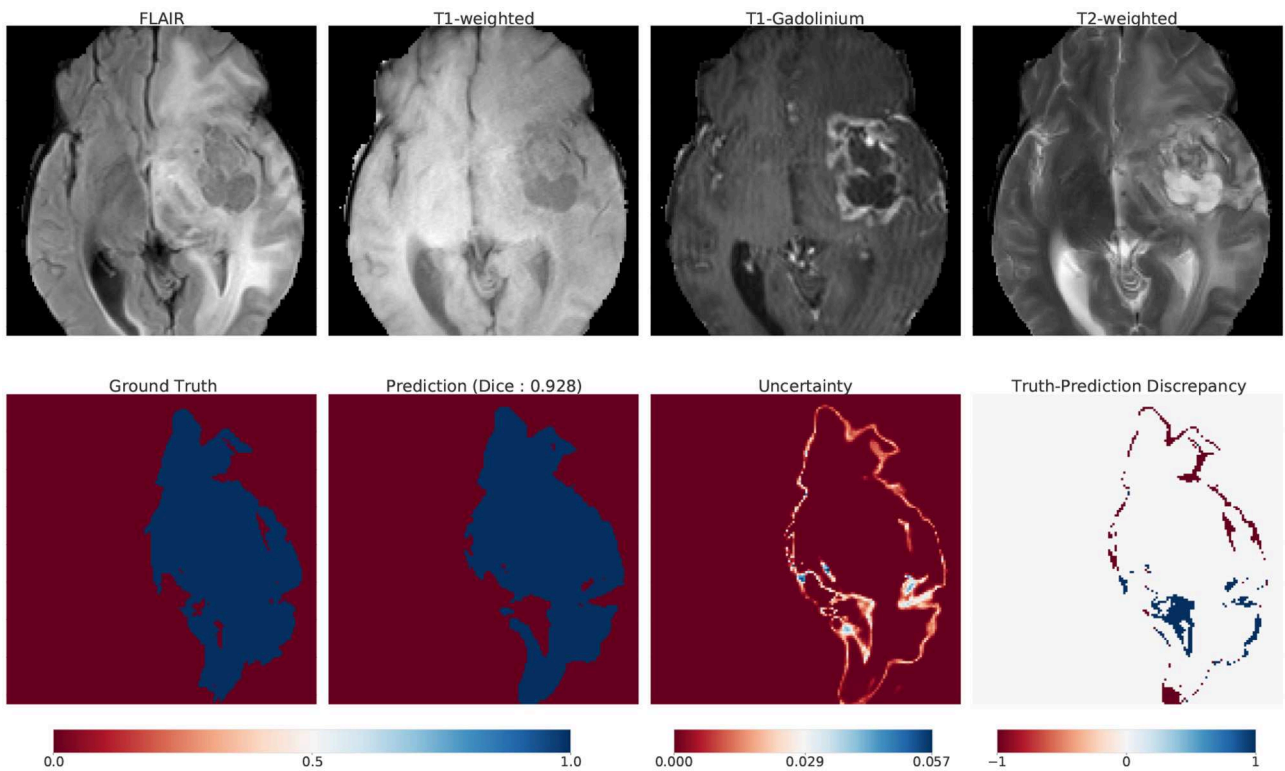 FLAIR
T1-weighted
T1-Gadolinium
T2-weighted
Ground Truth
Prediction (Dice : 0.928)
Uncertainty
Truth-Prediction Discrepancy
0.0
0.5
1.0
0.000
0.029
0.057
−1
0
1